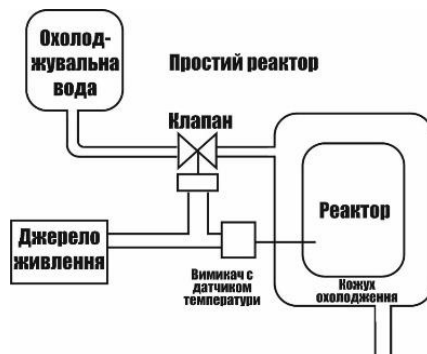 Охолод-
жувальна
вода
Простий реактор
Клапан
Реактор
Джерело
живлення
Вимикач с
датчиком
температури
Кожух
охолодження